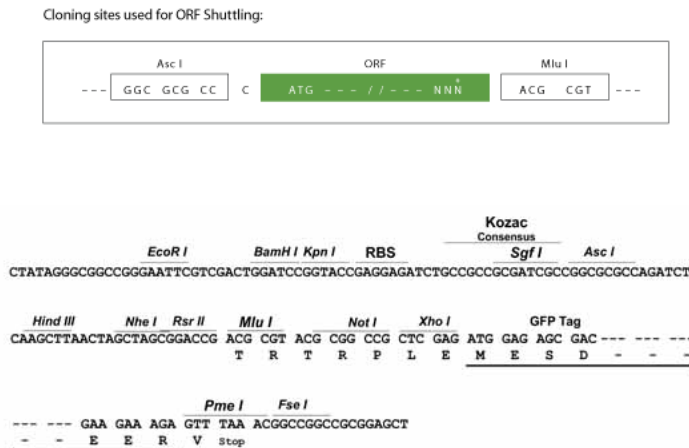 Cloning sites used for ORF Shuttling:
Asc I ORF Mlu I
--- GGC GCG CC C ATG --- // --- NNN * ACG CGT ---
Kozac
Consensus
EcoR I BamH I Kpn I RBS Sgf I Asc I
CTATAGGGCGGCCGGGAATTCGTCGACTGGATCCGGTACCGAGGAGATCTGCCGCCGCGATCGCCGGCGCGCCAGATCT
Hind III Nhe I Rsr II Mlu I Not I Xho I GFP Tag
CAAGCTTAACTAGCTAGCGGACCG ACG CGT ACG CGG CCG CTC GAG ATG GAG AGC GAC --- --- ---
T R T R P L E M E S D - - -
Pme I Fse I
--- --- GAA GAA AGA GTT TAA ACGGCCGGCCGCGGAGCT
- - E E R V Stop